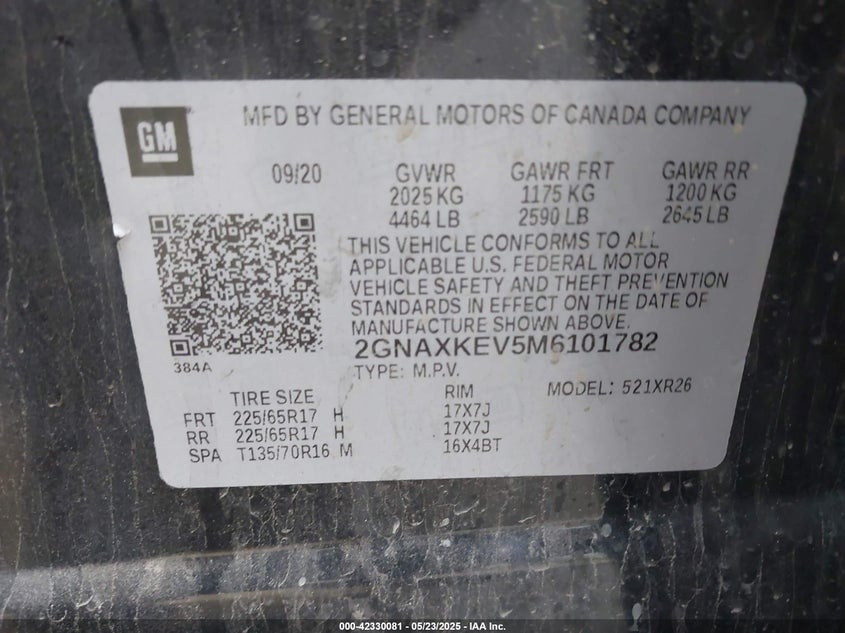 GM
MFD BY GENERAL MOTORS OF CANADA COMPANY
09/20 GVWR GAWR FRT GAWR RR
2025 KG 1175 KG 1200 KG
4464 LB 2590 LB 2645 LB
THIS VEHICLE CONFORMS TO ALL
APPLICABLE U.S. FEDERAL MOTOR
VEHICLE SAFETY AND THEFT PREVENTION
STANDARDS IN EFFECT ON THE DATE OF
MANUFACTURE SHOWN ABOVE.
384A
2GNAXKEV5M6101782
TYPE: M.P.V. MODEL: 521XR26
TIRE SIZE RIM
FRT 225/65R17 H 17X7J
RR 225/65R17 H 17X7J
SPA T135/70R16 M 16X4BT
000-42330081 — 05/23/2025 — IAA Inc.